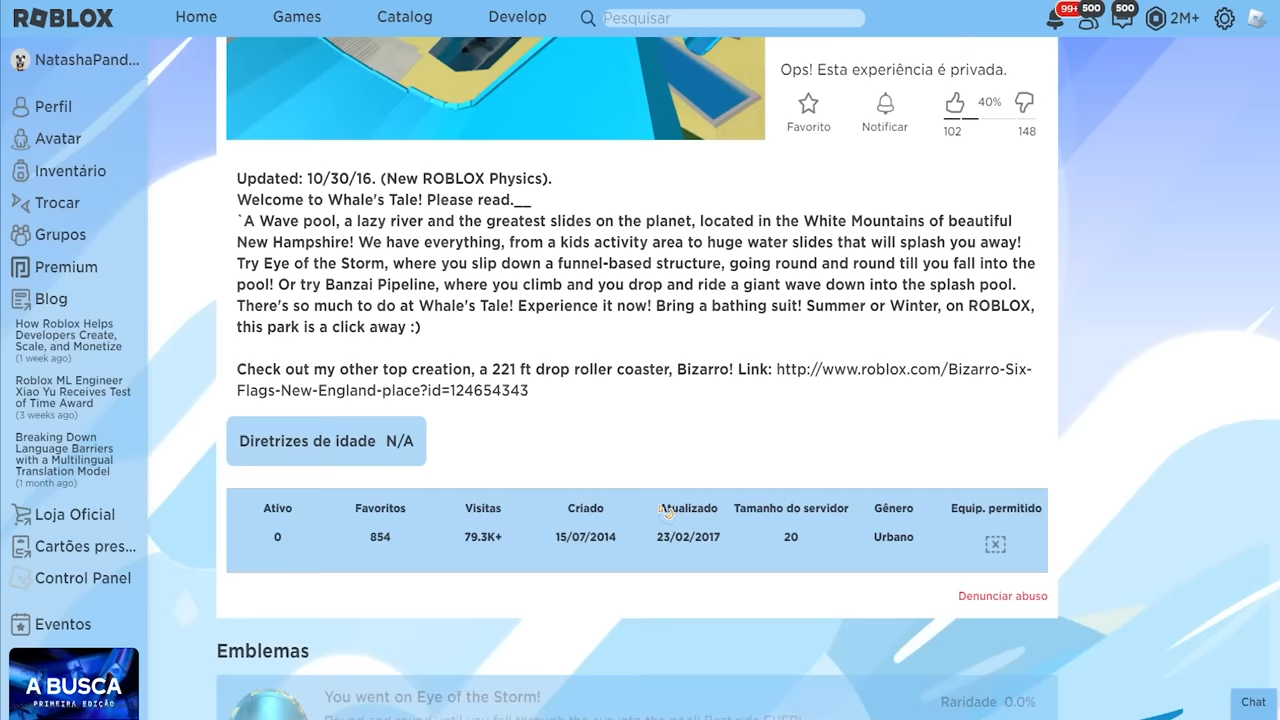 ROBLOX
Home
Games
Catalog
Develop
Pesquisar
99+
500
500
2M+
NatashaPand...
Perfil
Avatar
Inventário
Trocar
Grupos
Premium
Blog
How Roblox Helps
Developers Create,
Scale, and Monetize
(1 week ago)
Roblox ML Engineer
Xiao Yu Receives Test
of Time Award
(3 weeks ago)
Breaking Down
Language Barriers
with a Multilingual
Translation Model
(1 month ago)
Loja Oficial
Cartões pres...
Control Panel
Eventos
A BUSCA
PRIMEIRA EDIÇÃO
Ops! Esta experiência é privada.
Favorito
Notificar
40%
102
148
Updated: 10/30/16. (New ROBLOX Physics).
Welcome to Whale's Tale! Please read.__
`A Wave pool, a lazy river and the greatest slides on the planet, located in the White Mountains of beautiful
New Hampshire! We have everything, from a kids activity area to huge water slides that will splash you away!
Try Eye of the Storm, where you slip down a funnel-based structure, going round and round till you fall into the
pool! Or try Banzai Pipeline, where you climb and you drop and ride a giant wave down into the splash pool.
There's so much to do at Whale's Tale! Experience it now! Bring a bathing suit! Summer or Winter, on ROBLOX,
this park is a click away :)
Check out my other top creation, a 221 ft drop roller coaster, Bizarro! Link: http://www.roblox.com/Bizarro-Six-
Flags-New-England-place?id=124654343
Diretrizes de idade N/A
Ativo Favoritos Visitas Criado Atualizado Tamanho do servidor Gênero Equip. permitido
0 854 79.3K+ 15/07/2014 23/02/2017 20 Urbano
Denunciar abuso
Emblemas
You went on Eye of the Storm!
Raridade 0.0%
Chat